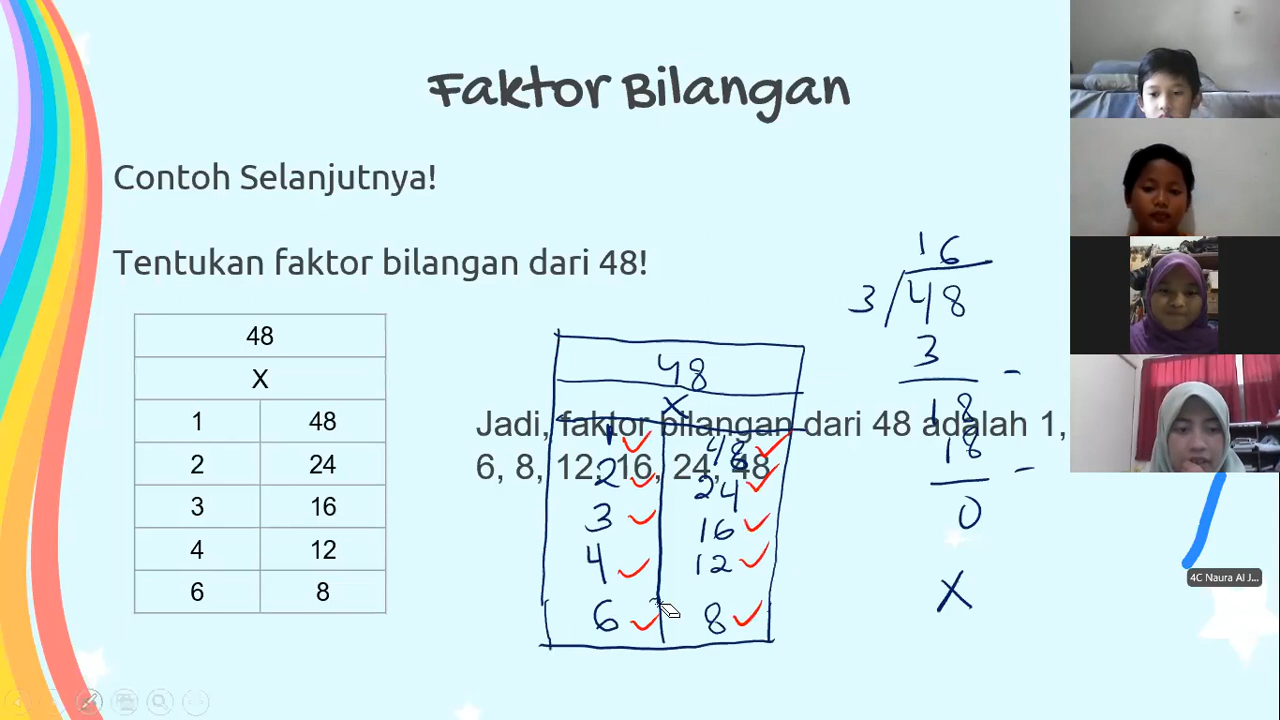 Faktor Bilangan
Contoh Selanjutnya!
Tentukan faktor bilangan dari 48!
48
X
1 48
2 24
3 16
4 12
6 8
48
X
1 48
2 24
3 16
4 12
6 8
Jadi, faktor bilangan dari 48 adalah 1,
6, 8, 12, 16, 24, 48
16
3 / 48
3
-
18
18
-
0
X
4C Naura Al J...